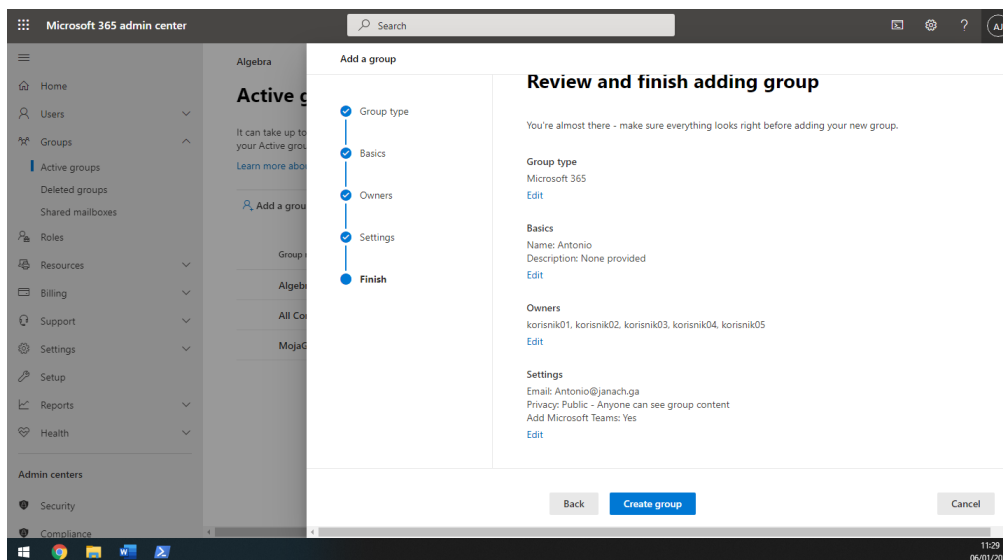 Microsoft 365 admin center
Search
?
AJ
Home
Users
Groups
Active groups
Deleted groups
Shared mailboxes
Roles
Resources
Billing
Support
Settings
Setup
Reports
Health
Admin centers
Security
Compliance
Algebra
Active g
It can take up to
your Active grou
Learn more abo
Add a grou
Group
Algeb
All Co
MojaG
Add a group
Group type
Basics
Owners
Settings
Finish
Review and finish adding group
You're almost there - make sure everything looks right before adding your new group.
Group type
Microsoft 365
Edit
Basics
Name: Antonio
Description: None provided
Edit
Owners
korisnik01, korisnik02, korisnik03, korisnik04, korisnik05
Edit
Settings
Email: Antonio@janach.ga
Privacy: Public - Anyone can see group content
Add Microsoft Teams: Yes
Edit
Back
Create group
Cancel
11:29
06/01/20